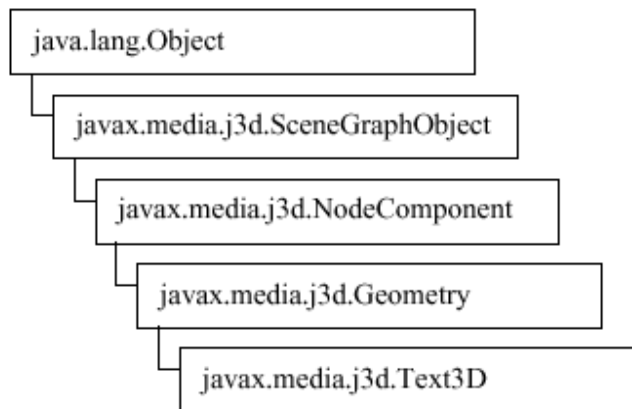 java.lang.Object
javax.media.j3d.SceneGraphObject
javax.media.j3d.NodeComponent
javax.media.j3d.Geometry
javax.media.j3d.Text3D